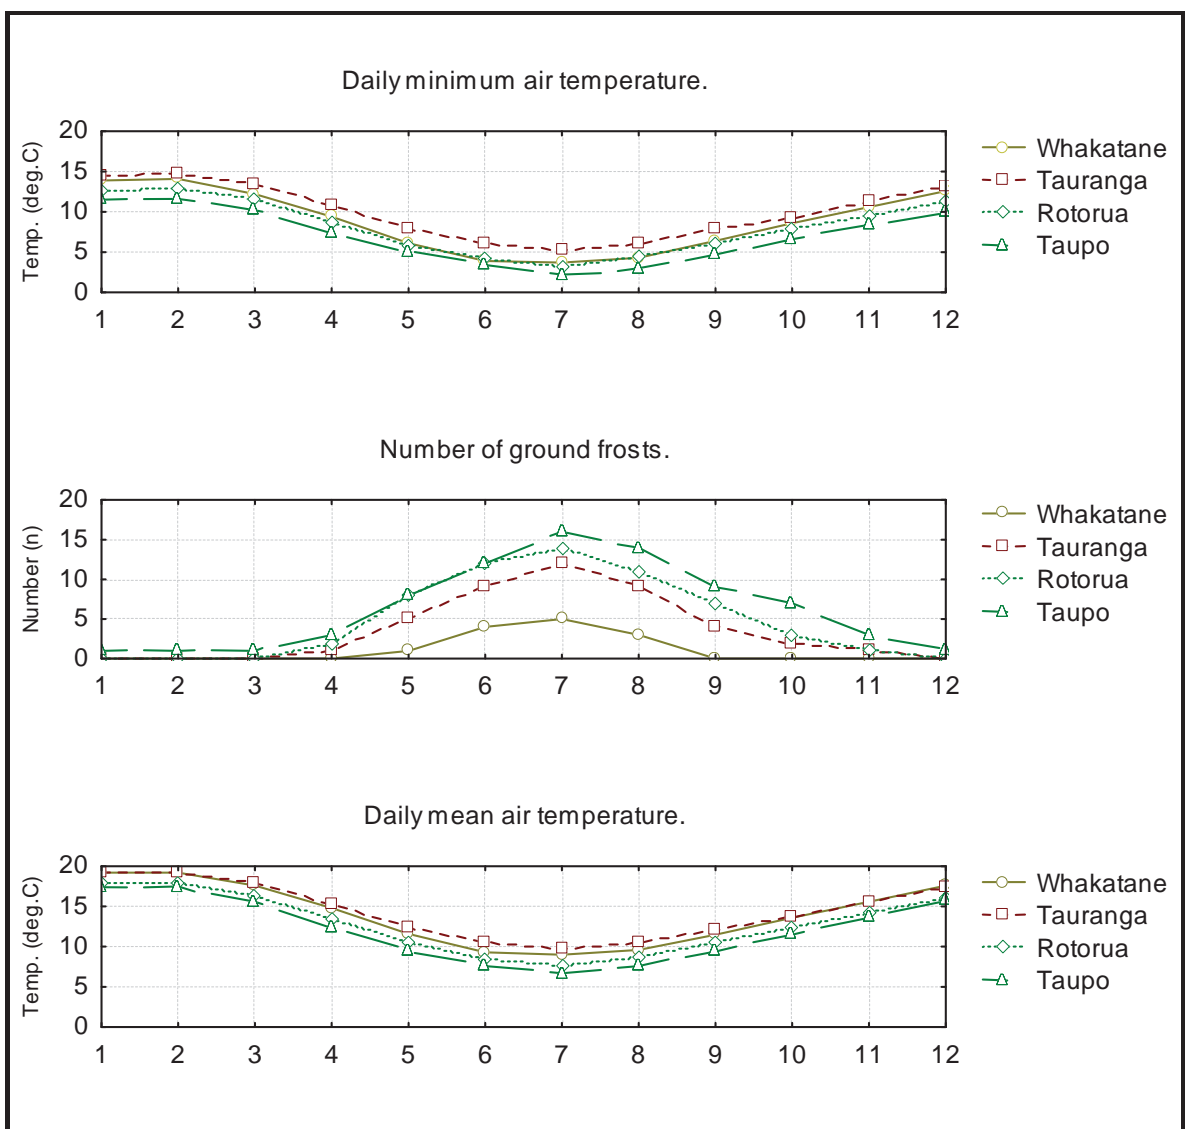 Daily minimum air temperature.
Temp. (deg.C)
20
15
10
5
0
1 2 3 4 5 6 7 8 9 10 11 12
Whakatane
Tauranga
Rotorua
Taupo
Number of ground frosts.
Number (n)
20
15
10
5
0
1 2 3 4 5 6 7 8 9 10 11 12
Whakatane
Tauranga
Rotorua
Taupo
Daily mean air temperature.
Temp. (deg.C)
20
15
10
5
0
1 2 3 4 5 6 7 8 9 10 11 12
Whakatane
Tauranga
Rotorua
Taupo